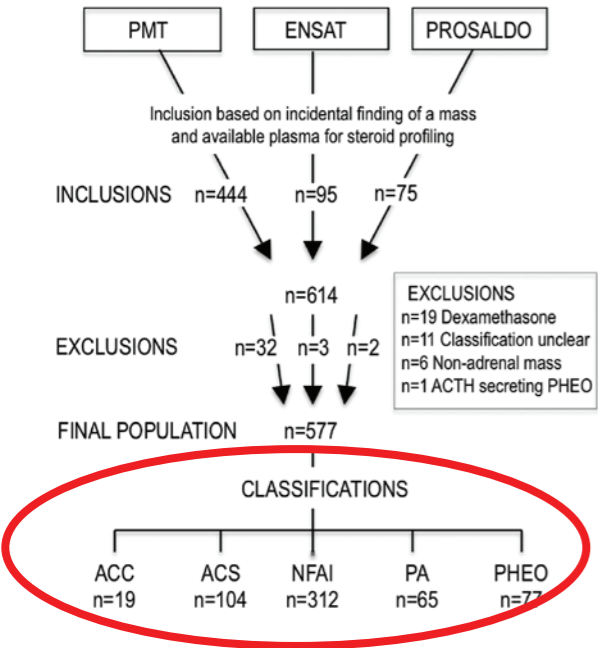 PMT ENSAT PROSALDO
Inclusion based on incidental finding of a mass
and available plasma for steroid profiling
INCLUSIONS n=444 n=95 n=75
n=614
EXCLUSIONS
n=19 Dexamethasone
n=11 Classification unclear
n=6 Non-adrenal mass
n=1 ACTH secreting PHEO
EXCLUSIONS n=32 n=3 n=2
FINAL POPULATION n=577
CLASSIFICATIONS
ACC ACS NFAI PA PHEO
n=19 n=104 n=312 n=65 n=77